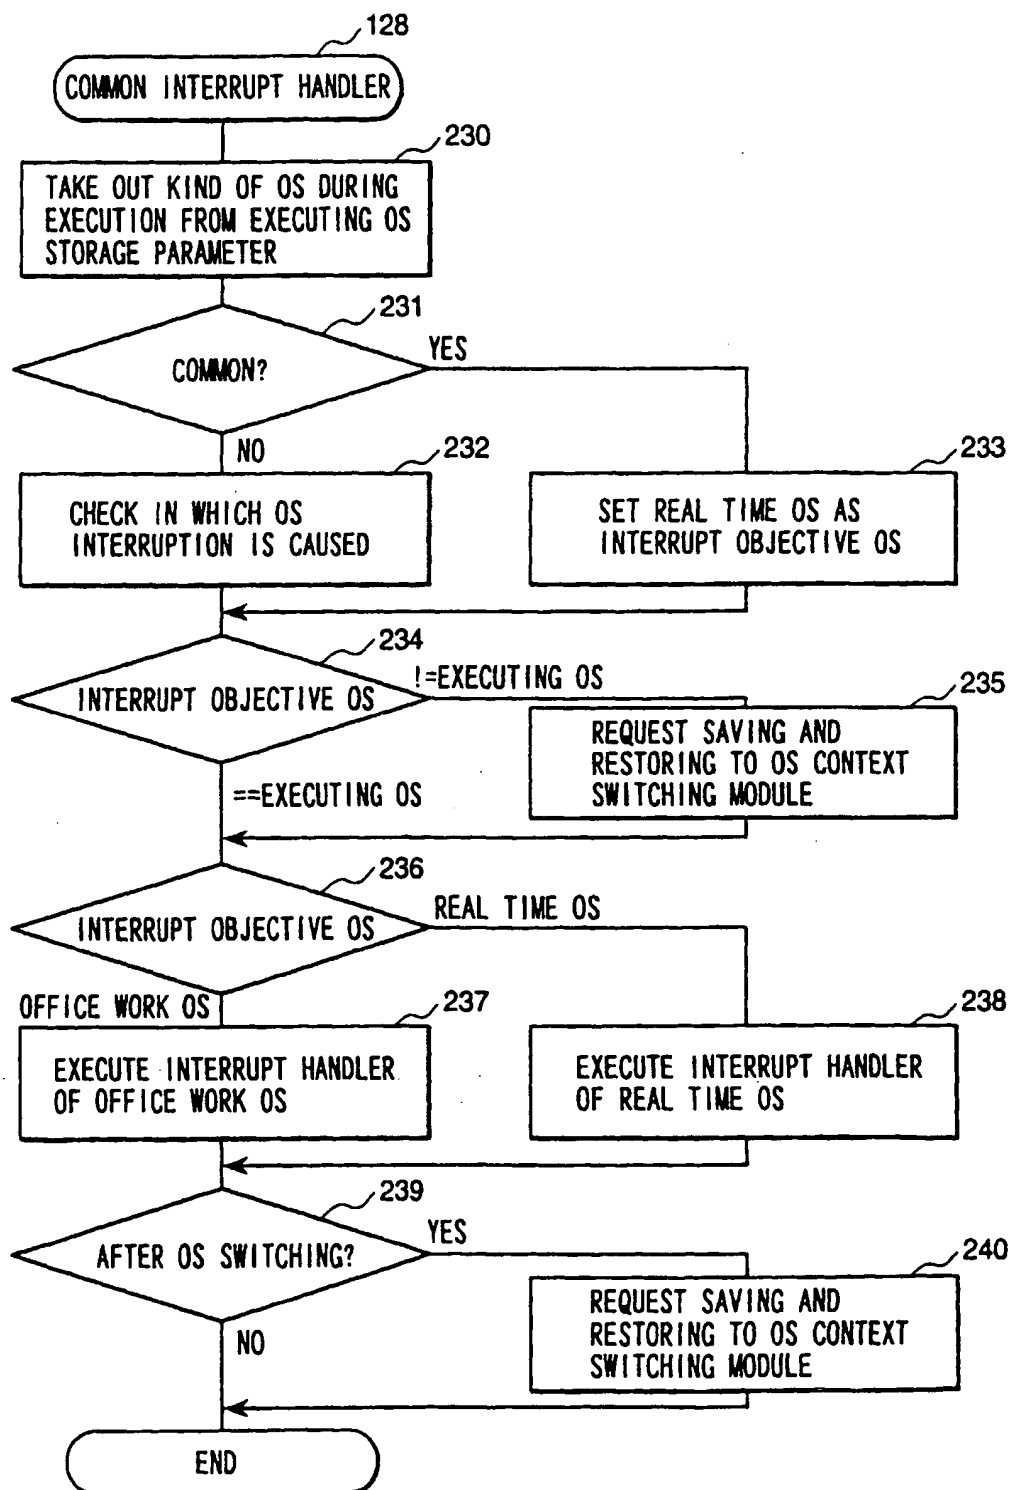 128
COMMON INTERRUPT HANDLER
230
TAKE OUT KIND OF OS DURING
EXECUTION FROM EXECUTING OS
STORAGE PARAMETER
231
COMMON?
YES
NO
232
CHECK IN WHICH OS
INTERRUPTION IS CAUSED
233
SET REAL TIME OS AS
INTERRUPT OBJECTIVE OS
234
INTERRUPT OBJECTIVE OS
!=EXECUTING OS
==EXECUTING OS
235
REQUEST SAVING AND
RESTORING TO OS CONTEXT
SWITCHING MODULE
236
INTERRUPT OBJECTIVE OS
REAL TIME OS
OFFICE WORK OS
237
EXECUTE INTERRUPT HANDLER
OF OFFICE WORK OS
238
EXECUTE INTERRUPT HANDLER
OF REAL TIME OS
239
AFTER OS SWITCHING?
YES
NO
240
REQUEST SAVING AND
RESTORING TO OS CONTEXT
SWITCHING MODULE
END